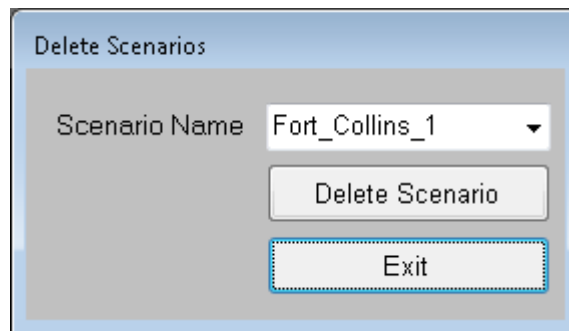 Delete Scenarios
Scenario Name Fort_Collins_1
Delete Scenario
Exit